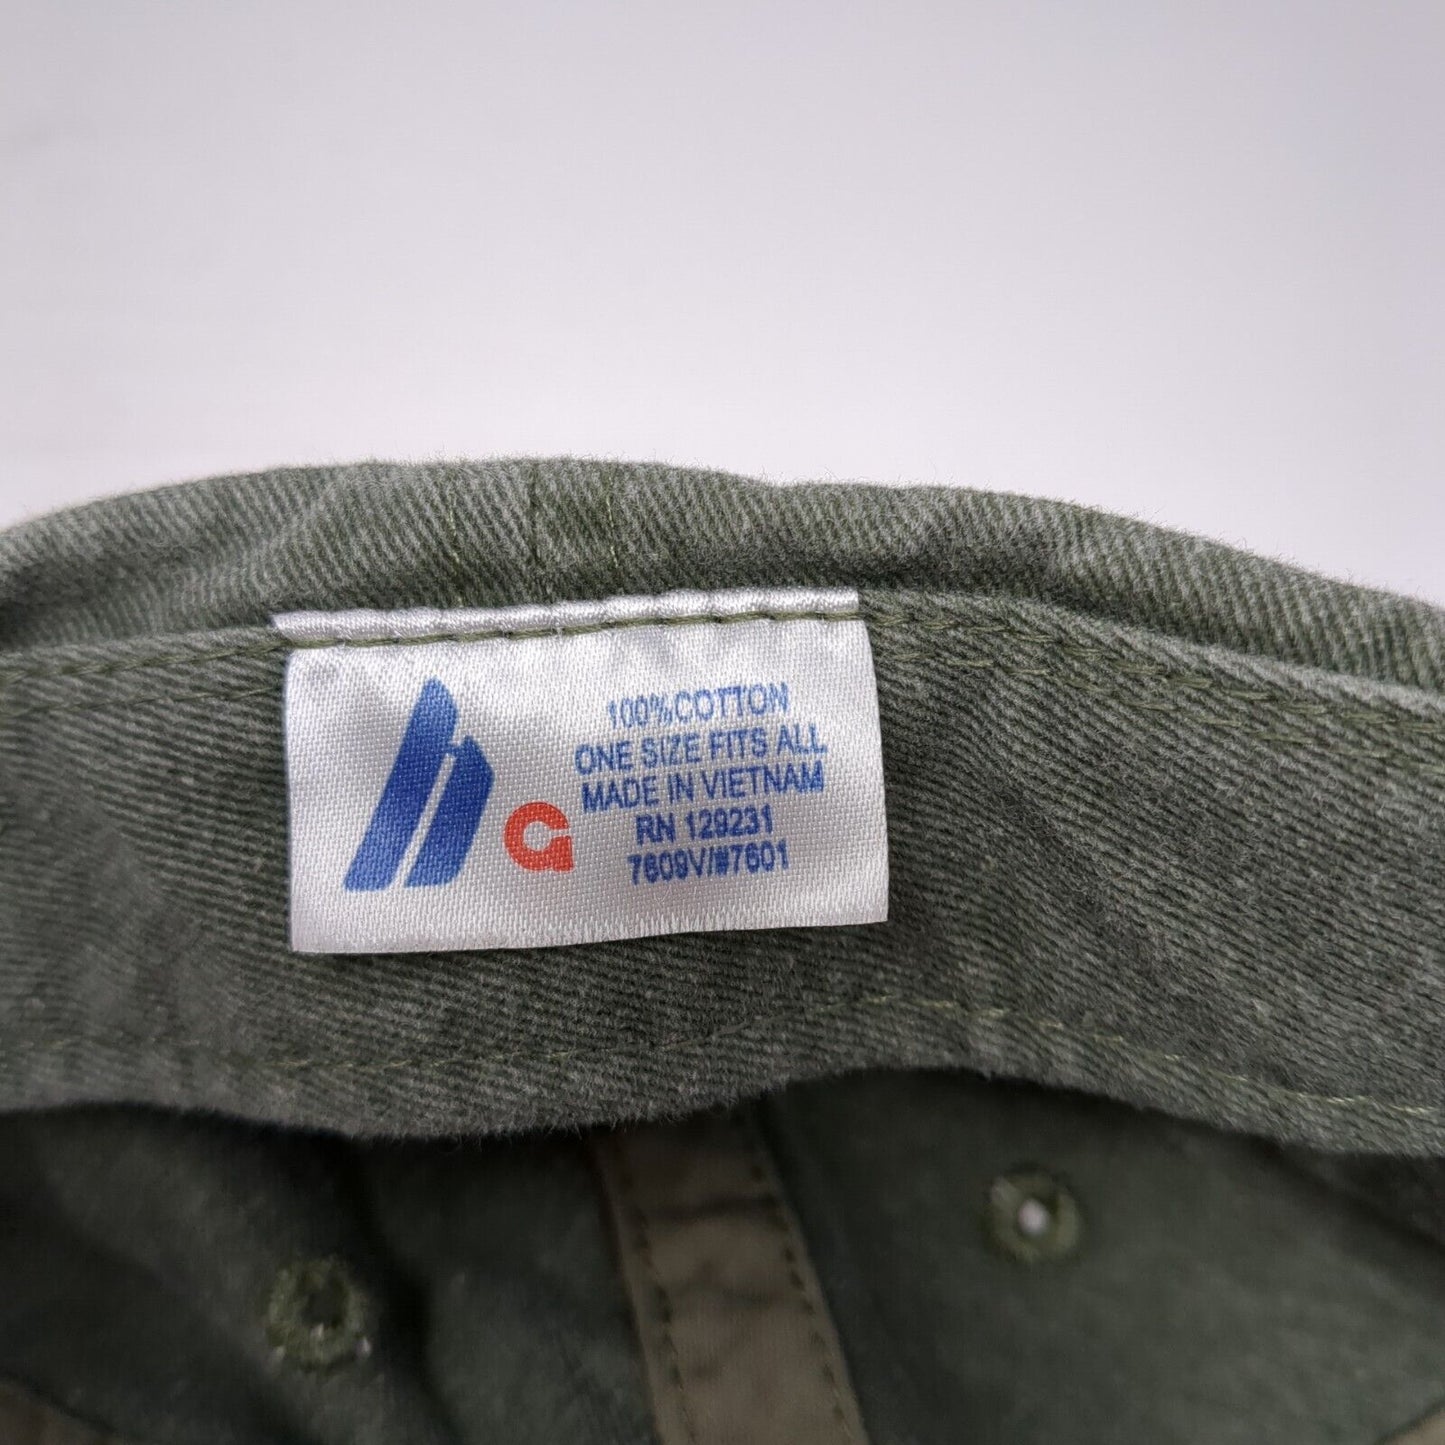 100%COTTON
ONE SIZE FITS ALL
MADE IN VIETNAM
RN 129231
7609V/#7601